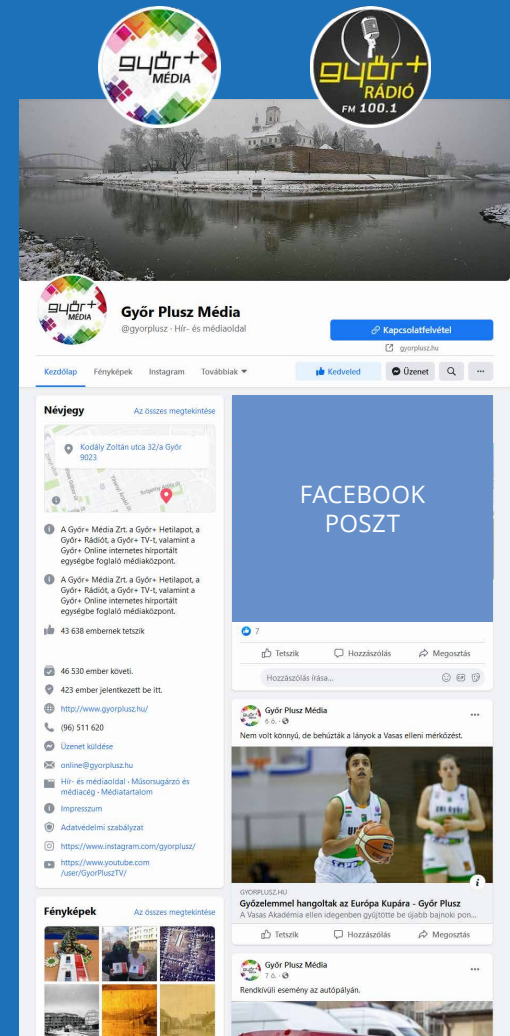 győr+
MÉDIA
győr+
RÁDIÓ
FM 100.1
győr+
MÉDIA
Győr Plusz Média
@gyorplusz · Hír- és médiaoldal
Kapcsolatfelvétel
gyorplusz.hu
Kezdőlap Fényképek Instagram Továbbiak
Kedveled Üzenet
Névjegy Az összes megtekintése
Kodály Zoltán utca 32/a Győr
9023
A Győr+ Média Zrt. a Győr+ Hetilapot, a
Győr+ Rádiót, a Győr+ TV-t, valamint a
Győr+ Online internetes hírportált
egységbe foglaló médiaközpont.
A Győr+ Média Zrt. a Győr+ Hetilapot, a
Győr+ Rádiót, a Győr+ TV-t, valamint a
Győr+ Online internetes hírportált
egységbe foglaló médiaközpont.
43 638 embernek tetszik
46 530 ember követi.
423 ember jelentkezett be itt.
http://www.gyorplusz.hu/
(96) 511 620
Üzenet küldése
online@gyorplusz.hu
Hír- és médiaoldal · Műsorsugárzó és
médiacég · Médiatartalom
Impresszum
Adatvédelmi szabályzat
https://www.instagram.com/gyorplusz/
https://www.youtube.com
/user/GyorPluszTV/
Fényképek Az összes megtekintése
FACEBOOK
POSZT
7
Tetszik Hozzászólás Megosztás
Hozzászólás írása...
Győr Plusz Média
6 ó. ·
Nem volt könnyű, de behúzták a lányok a Vasas elleni mérkőzést.
GYORPLUSZ.HU
Győzelemmel hangoltak az Európa Kupára - Győr Plusz
A Vasas Akadémia ellen idegenben gyűjtötte be újabb bajnoki pon...
Tetszik Hozzászólás Megosztás
Győr Plusz Média
7 ó. ·
Rendkívüli esemény az autópályán.